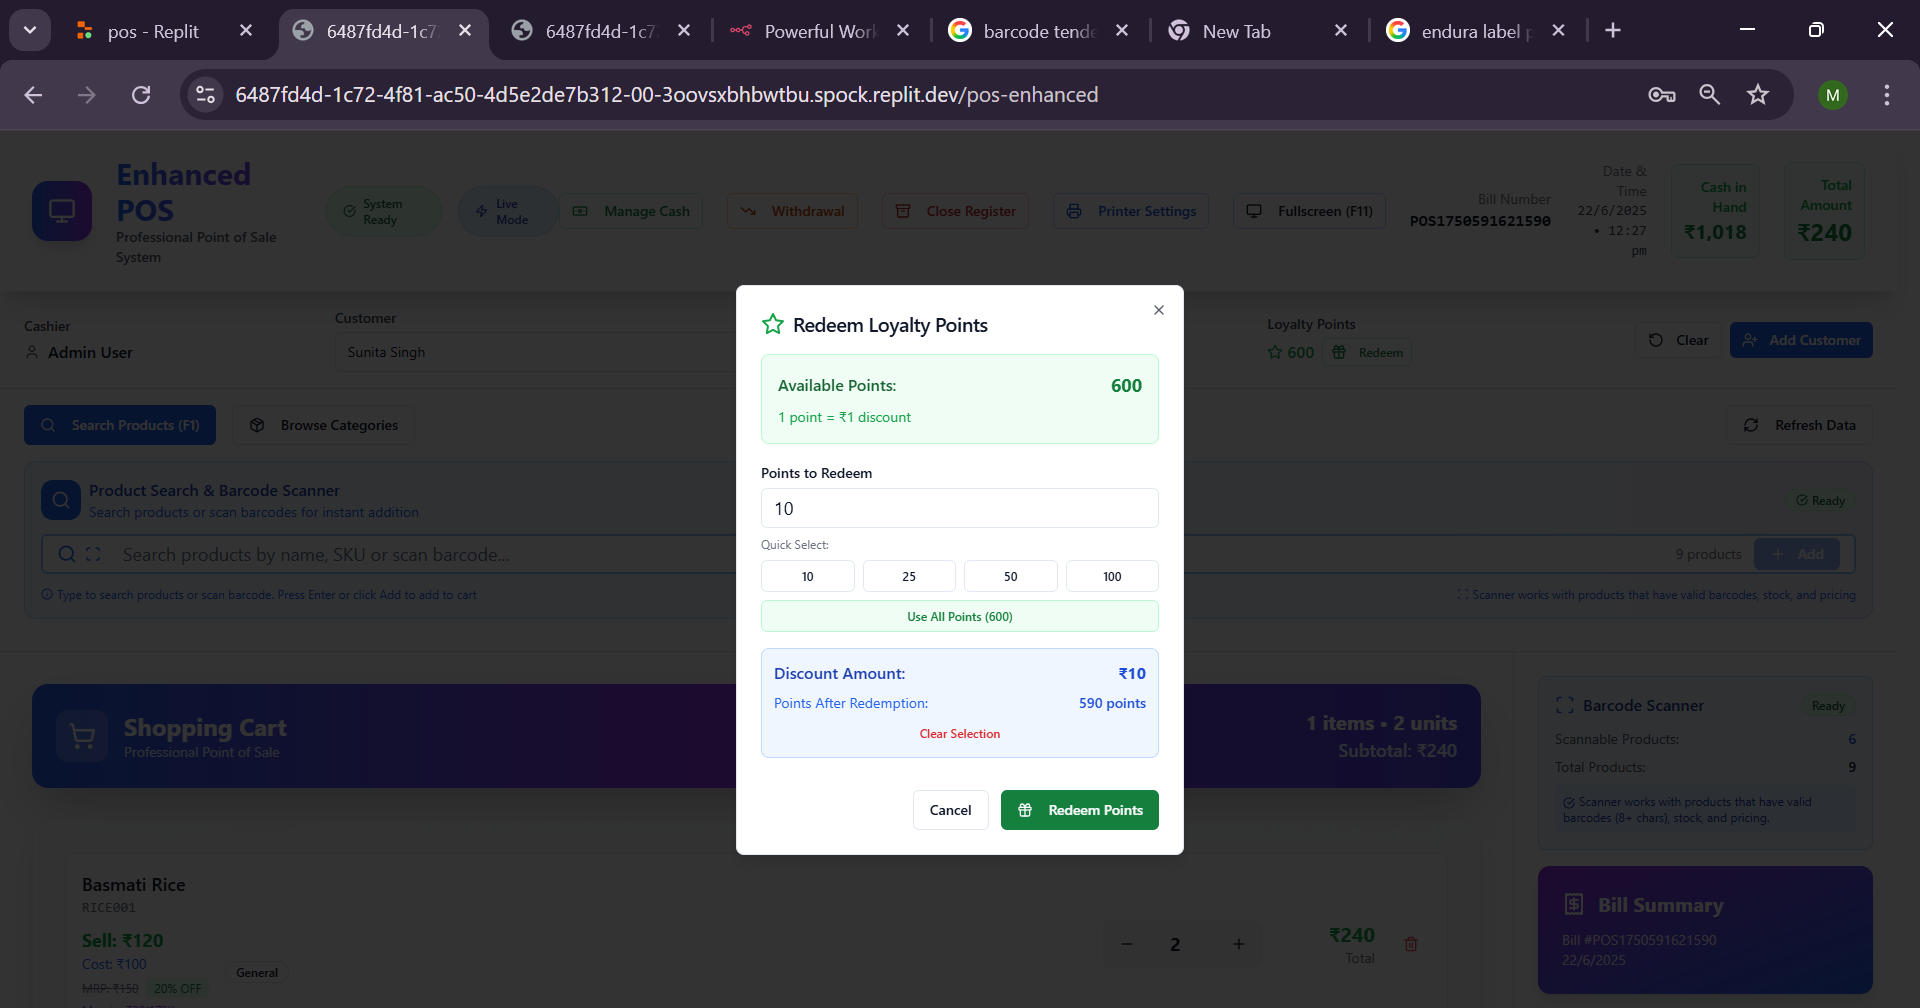 pos - Replit
6487fd4d-1c7
6487fd4d-1c7
Powerful Work
barcode tende
New Tab
endura label p
6487fd4d-1c72-4f81-ac50-4d5e2de7b312-00-3oovsxbhbwtbu.spock.replit.dev/pos-enhanced
M
Enhanced
POS
Professional Point of Sale
System
System
Ready
Live
Mode
Manage Cash
Withdrawal
Close Register
Printer Settings
Fullscreen (F11)
Bill Number
POS1750591621590
Date &
Time
22/6/2025
• 12:27
pm
Cash in
Hand
₹1,018
Total
Amount
₹240
Cashier
Admin User
Customer
Sunita Singh
Loyalty Points
600
Redeem
Clear
Add Customer
Search Products (F1)
Browse Categories
Refresh Data
Product Search & Barcode Scanner
Search products or scan barcodes for instant addition
Ready
Search products by name, SKU or scan barcode...
9 products
Add
Type to search products or scan barcode. Press Enter or click Add to add to cart
Scanner works with products that have valid barcodes, stock, and pricing
Redeem Loyalty Points
Available Points:
600
1 point = ₹1 discount
Points to Redeem
10
Quick Select:
10
25
50
100
Use All Points (600)
Discount Amount:
₹10
Points After Redemption:
590 points
Clear Selection
Cancel
Redeem Points
Shopping Cart
Professional Point of Sale
1 items • 2 units
Subtotal: ₹240
Basmati Rice
RICE001
Sell: ₹120
Cost: ₹100
MRP: ₹150
20% OFF
General
2
₹240
Total
Barcode Scanner
Ready
Scannable Products:
6
Total Products:
9
Scanner works with products that have valid
barcodes (8+ chars), stock, and pricing.
Bill Summary
Bill #POS1750591621590
22/6/2025